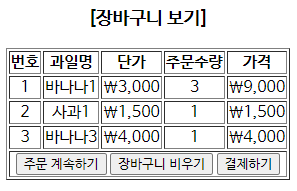 [장바구니 보기]
번호 과일명 단가 주문수량 가격
1 바나나1 ₩3,000 3 ₩9,000
2 사과1 ₩1,500 1 ₩1,500
3 바나나3 ₩4,000 1 ₩4,000
주문 계속하기 장바구니 비우기 결제하기